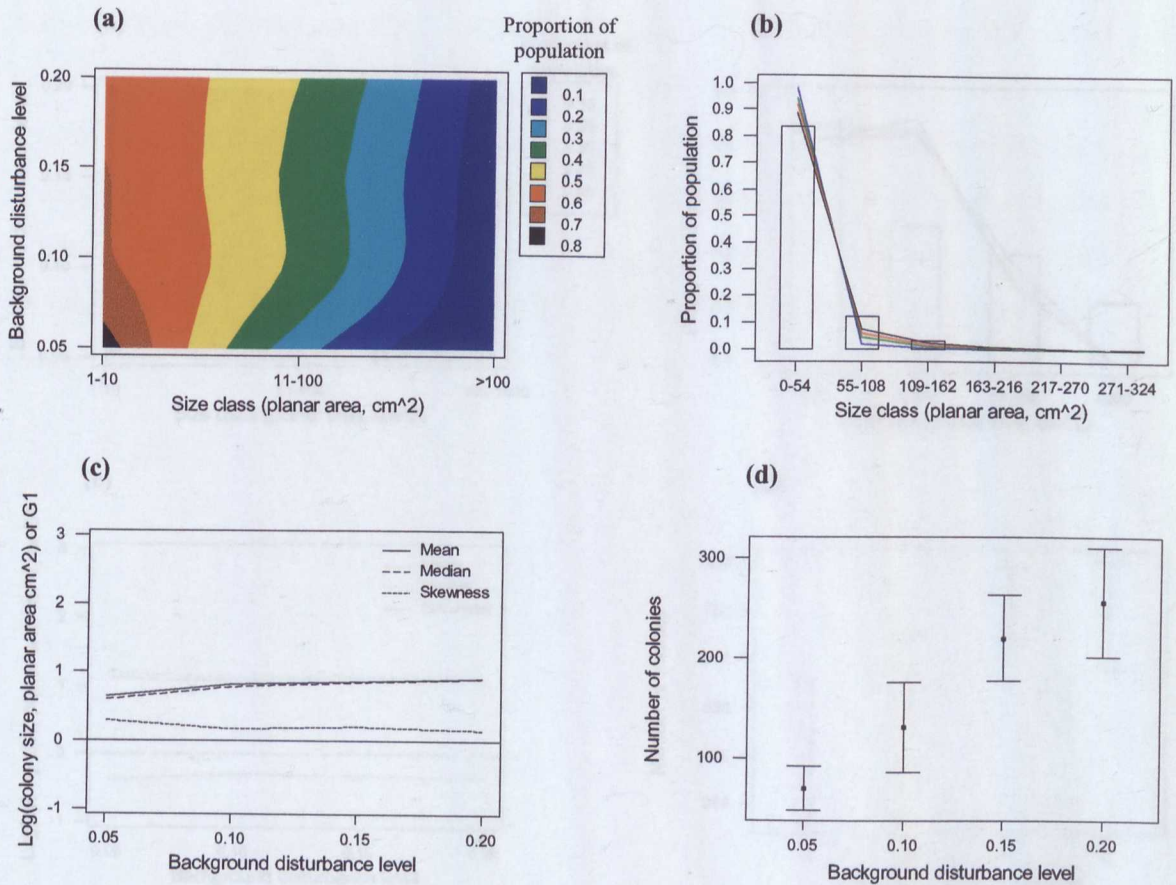 (a)
Proportion of
population
0.1
0.2
0.3
0.4
0.5
0.6
0.7
0.8
Background disturbance level
0.20
0.15
0.10
0.05
1-10
11-100
>100
Size class (planar area, cm^2)
(b)
Proportion of population
1.0
0.9
0.8
0.7
0.6
0.5
0.4
0.3
0.2
0.1
0.0
0-54
55-108
109-162
163-216
217-270
271-324
Size class (planar area, cm^2)
(c)
Log(colony size, planar area cm^2) or G1
3
2
1
0
-1
Mean
Median
Skewness
0.05
0.10
0.15
0.20
Background disturbance level
(d)
Number of colonies
300
200
100
0.05
0.10
0.15
0.20
Background disturbance level